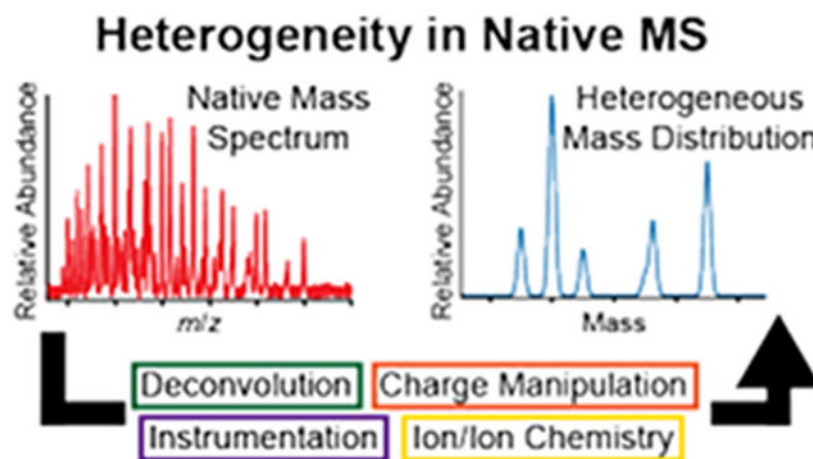 Heterogeneity in Native MS
Relative Abundance
Native Mass
Spectrum
m/z
Relative Abundance
Heterogeneous
Mass Distribution
Mass
Deconvolution
Charge Manipulation
Instrumentation
Ion/Ion Chemistry